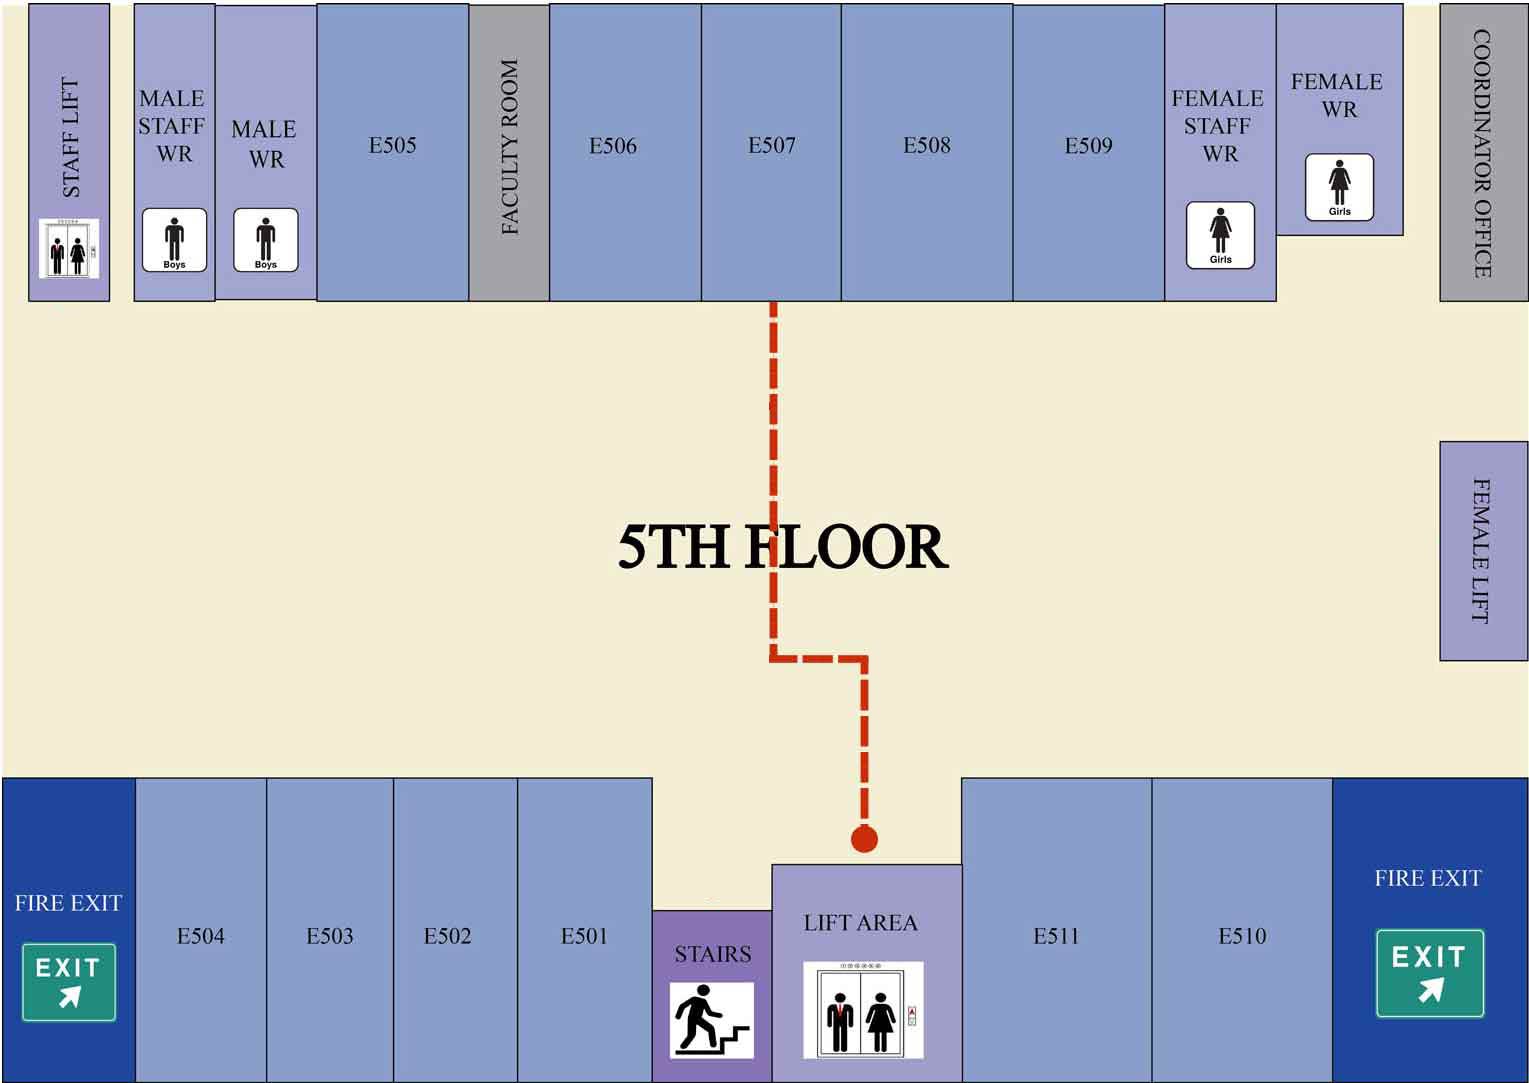 STAFF LIFT
MALE
STAFF
WR
Boys
MALE
WR
Boys
E505
FACULTY ROOM
E506
E507
E508
E509
FEMALE
STAFF
WR
Girls
FEMALE
WR
Girls
COORDINATOR OFFICE
5TH FLOOR
FEMALE LIFT
FIRE EXIT
EXIT
E504
E503
E502
E501
STAIRS
LIFT AREA
E511
E510
FIRE EXIT
EXIT